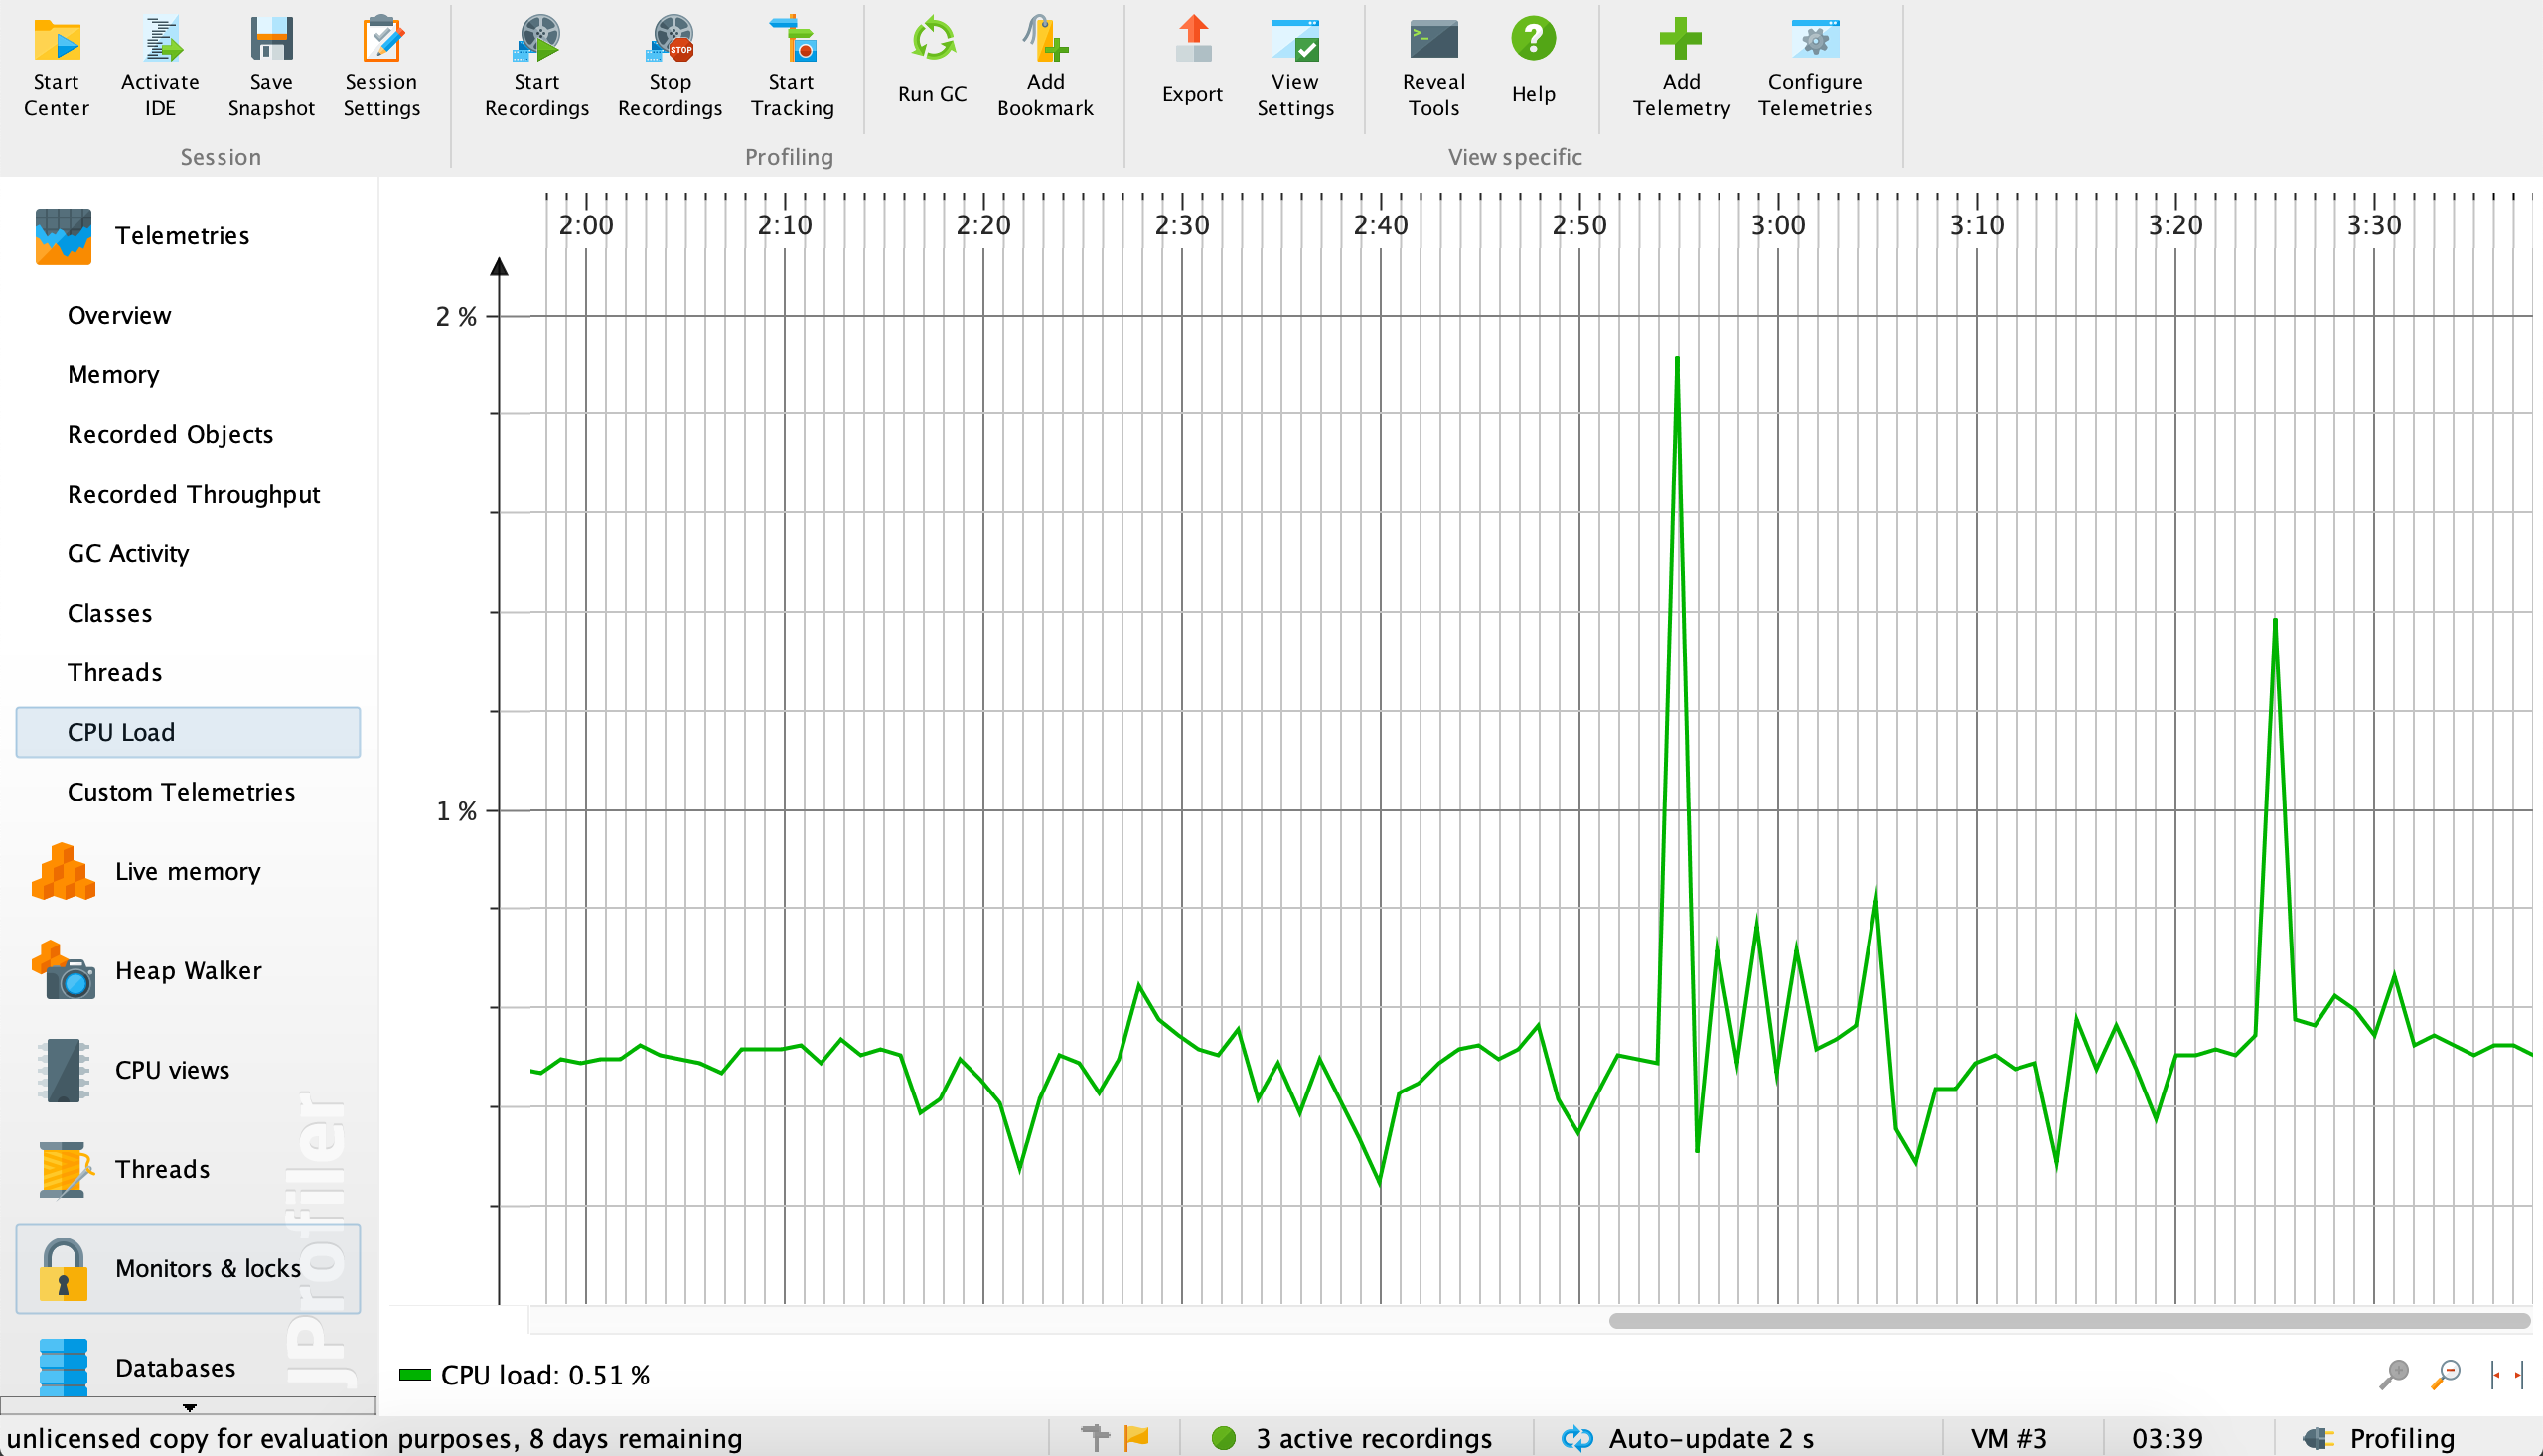 Start Center
Activate IDE
Save Snapshot
Session Settings
Start Recordings
Stop Recordings
Start Tracking
Run GC
Add Bookmark
Export
View Settings
Reveal Tools
Help
Add Telemetry
Configure Telemetries
Session
Profiling
View specific
STOP
Telemetries
Overview
Memory
Recorded Objects
Recorded Throughput
GC Activity
Classes
Threads
CPU Load
Custom Telemetries
Live memory
Heap Walker
CPU views
Threads
Monitors & locks
Databases
JProfiler
2:00 2:10 2:20 2:30 2:40 2:50 3:00 3:10 3:20 3:30
2 %
1 %
CPU load: 0.51 %
unlicensed copy for evaluation purposes, 8 days remaining
3 active recordings
Auto-update 2 s
VM #3
03:39
Profiling